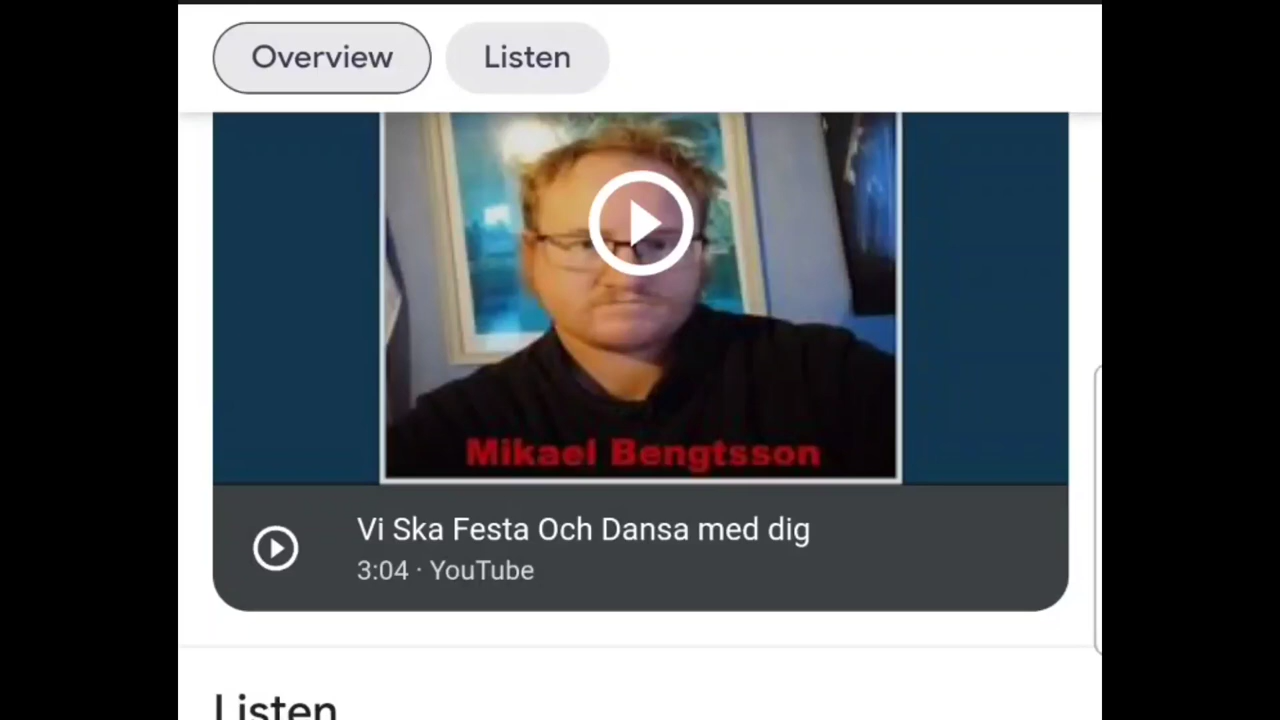 Overview
Listen
Mikael Bengtsson
Vi Ska Festa Och Dansa med dig
3:04 · YouTube
Listen